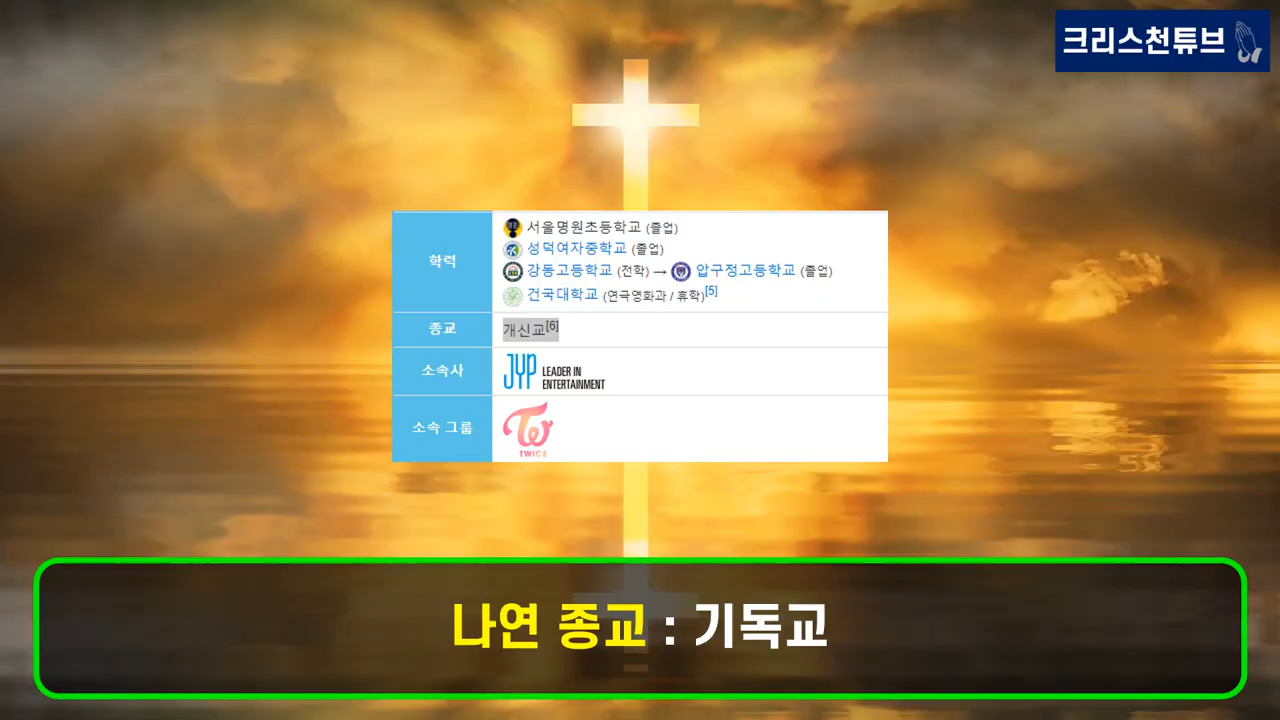 크리스천튜브
학력
서울명원초등학교 (졸업)
성덕여자중학교 (졸업)
강동고등학교 (전학) → 압구정고등학교 (졸업)
건국대학교 (연극영화과 / 휴학)[5]
종교
개신교[6]
소속사
JYP LEADER IN
ENTERTAINMENT
소속 그룹
TW
TWICE
나연 종교 : 기독교